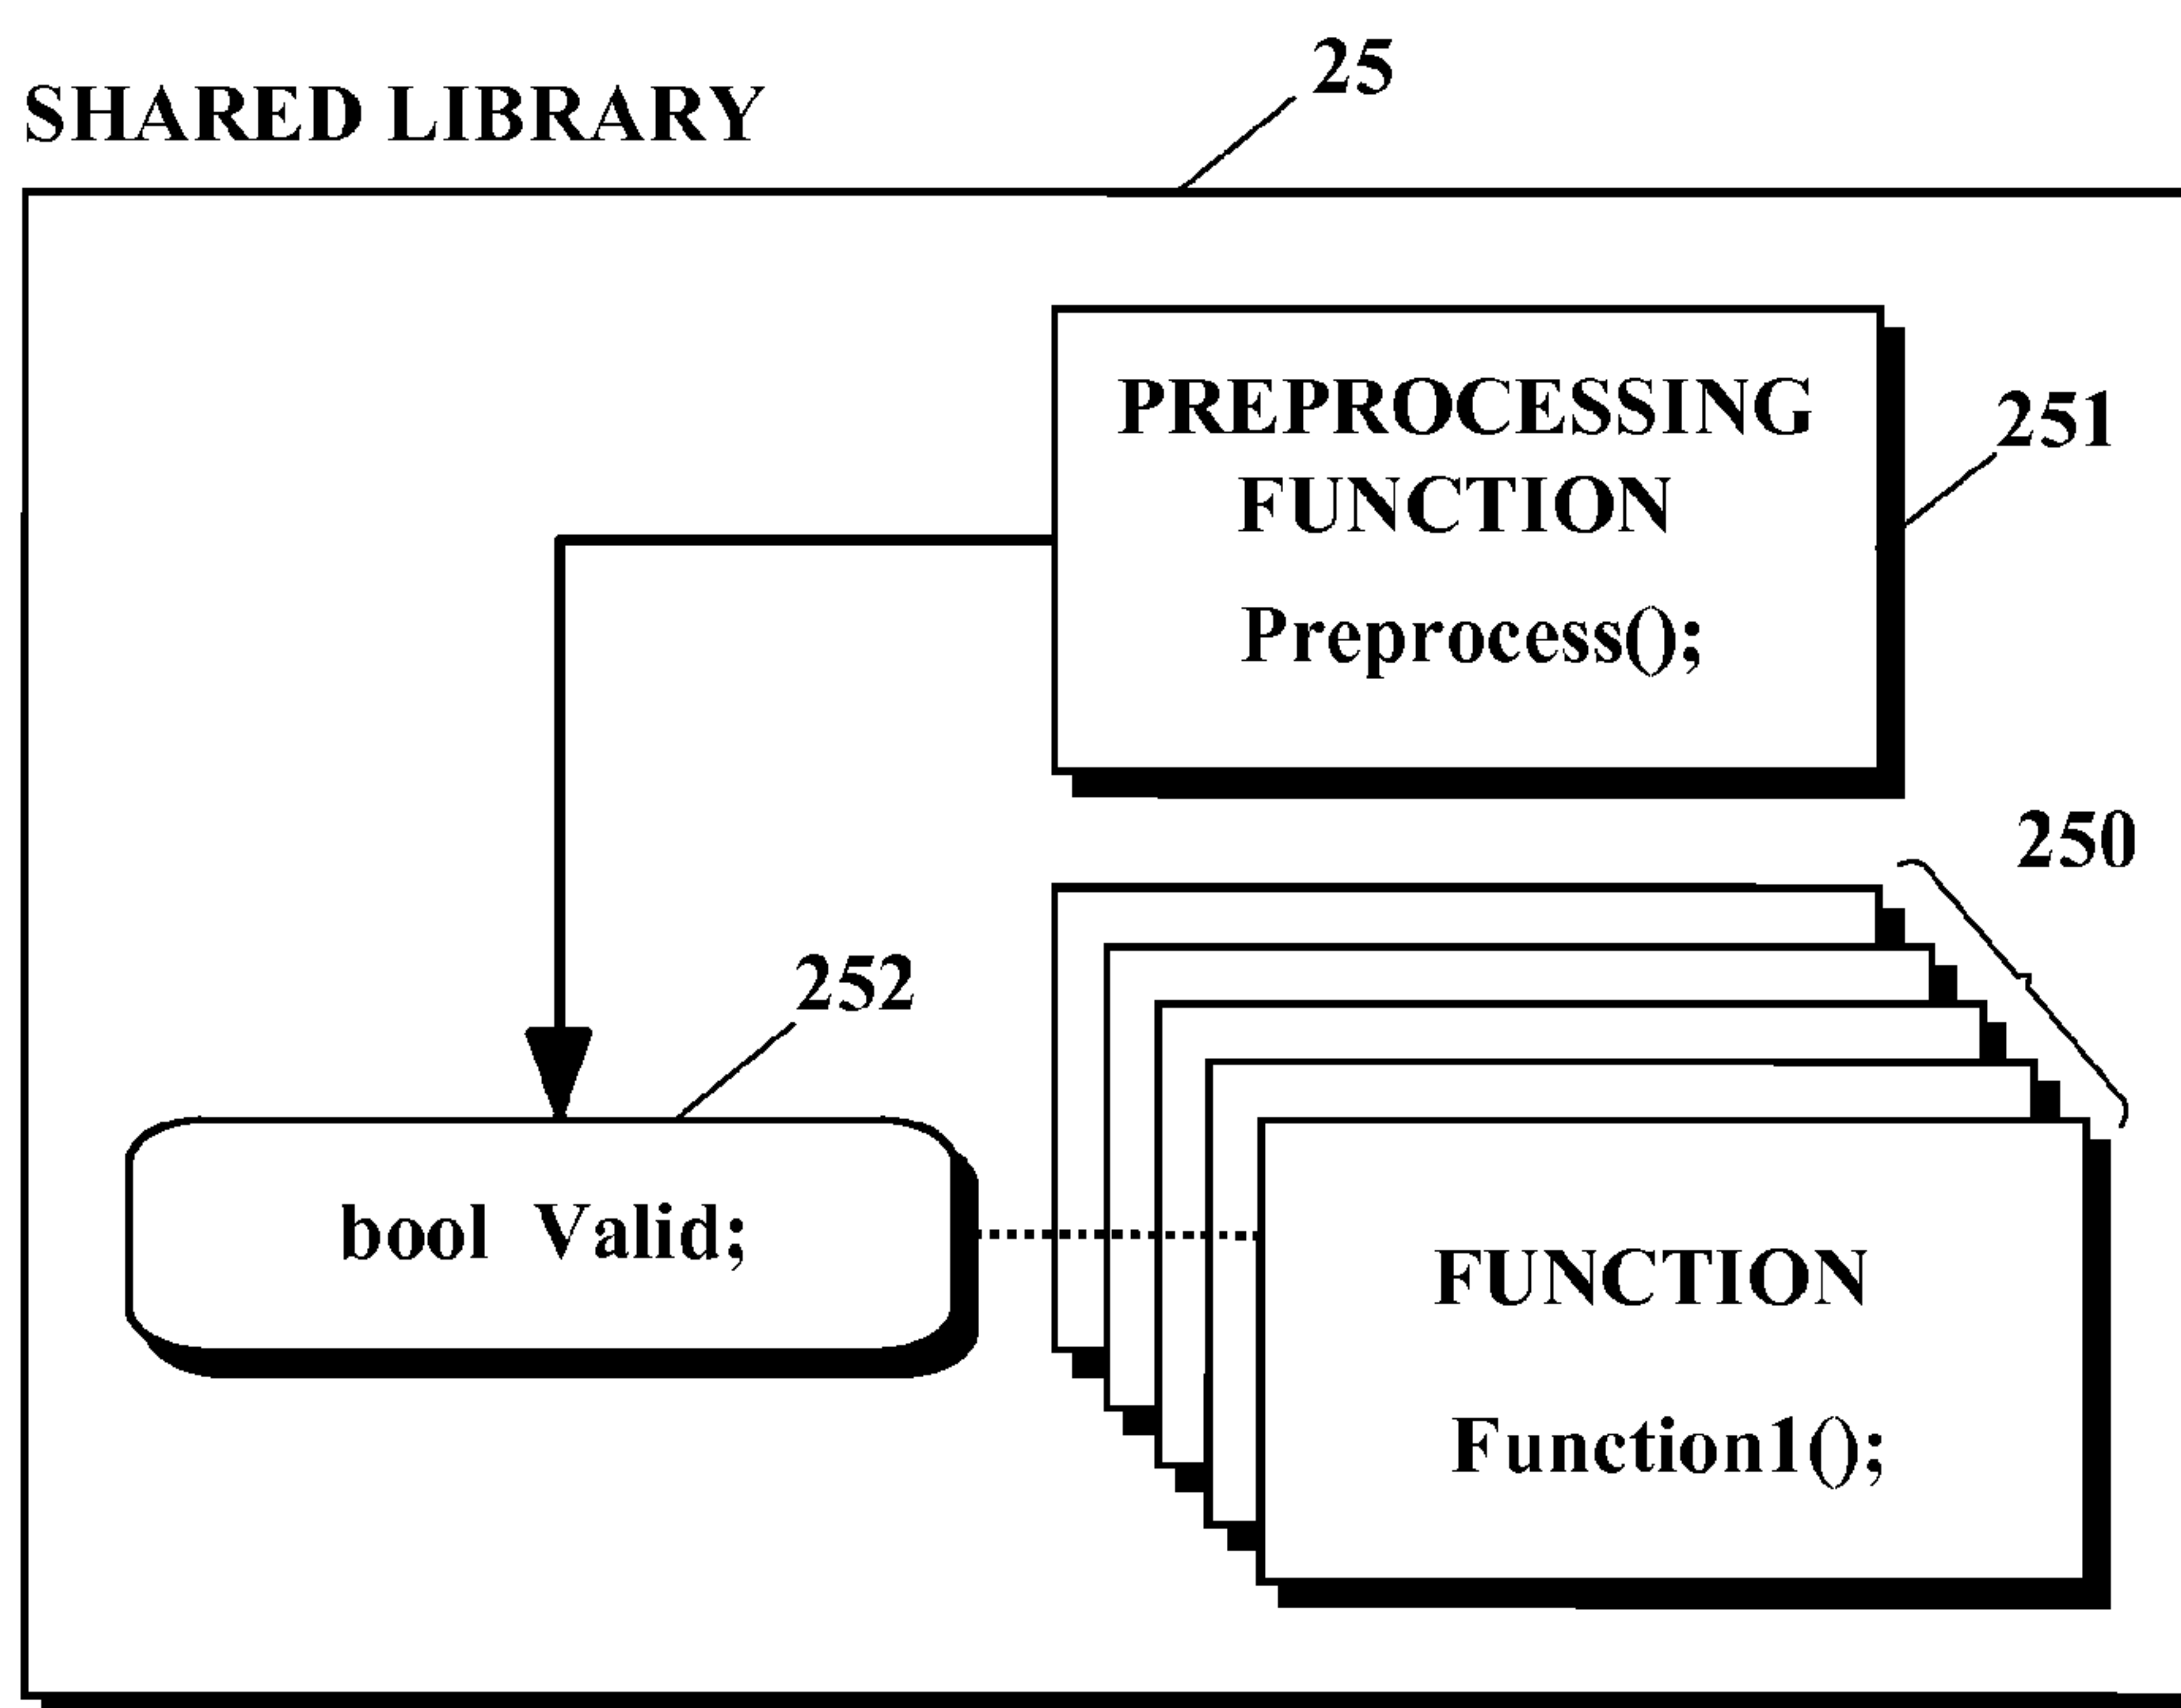 25
SHARED LIBRARY
PREPROCESSING
FUNCTION
Preprocess();
251
250
252
bool Valid;
FUNCTION
Function1();